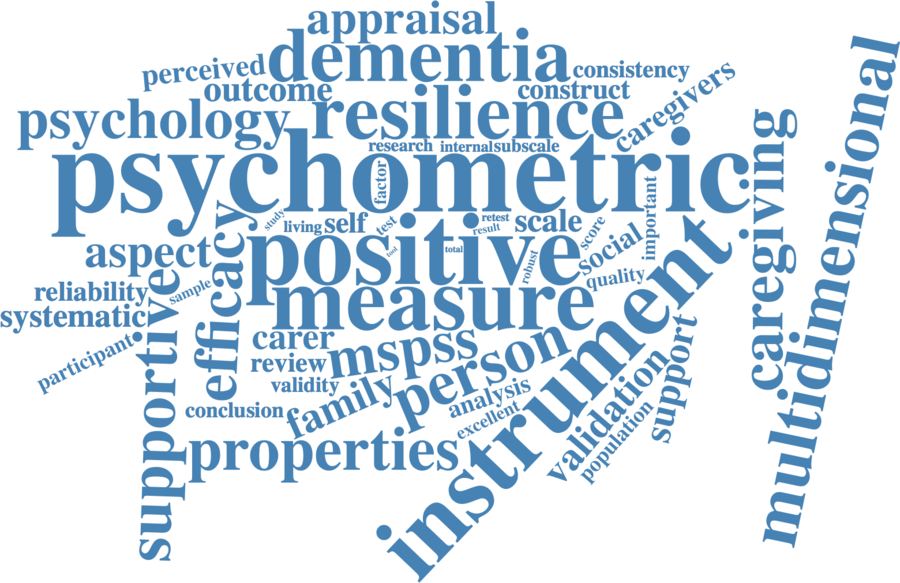 appraisal
dementia
perceived
consistency
outcome
construct
caregivers
psychology
resilience
research
internal
subscale
psychometric
factor
important
caregiving
multidimensional
study
living
self
test
retest
result
scale
score
social
aspect
efficacy
positive
tool
total
robust
quality
reliability
sample
supportive
measure
instrument
systematic
carer
mspss
person
participant
review
validity
family
analysis
validation
support
conclusion
excellent
population
properties